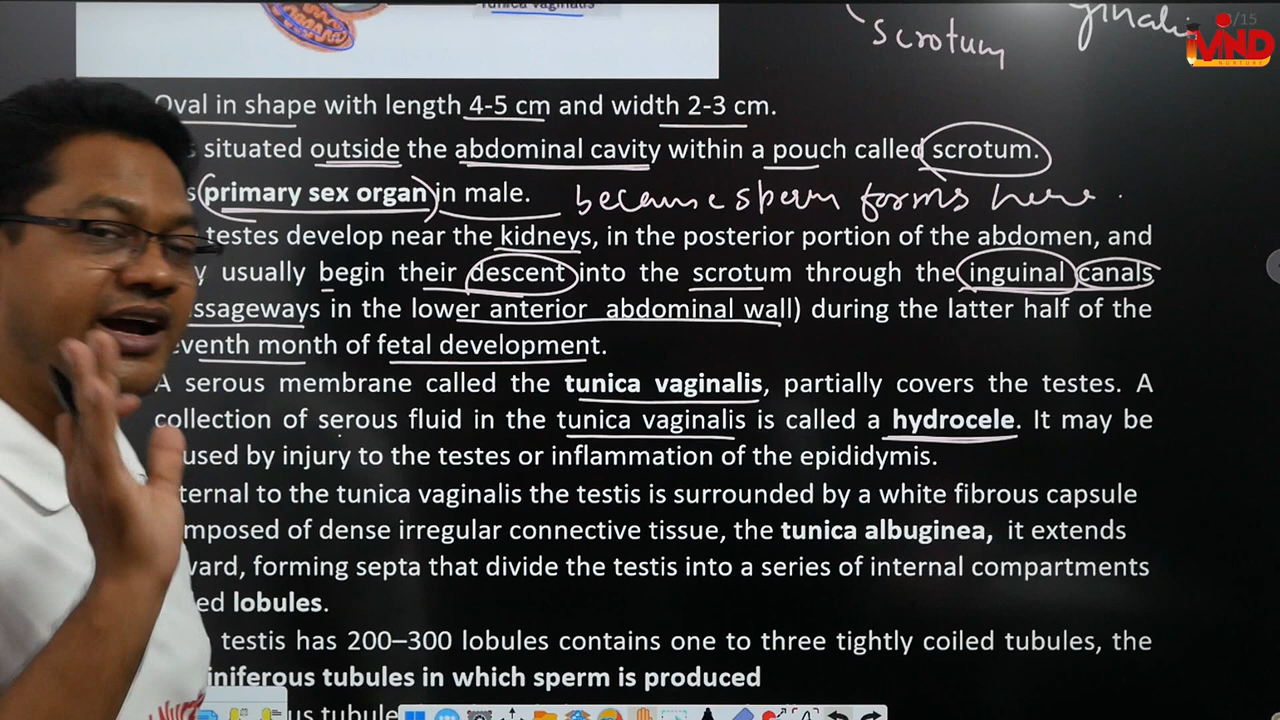 Tunica vaginalis
scrotum
/15
MIND
NURTURE
Oval in shape with length 4-5 cm and width 2-3 cm.
situated outside the abdominal cavity within a pouch called scrotum.
primary sex organ in male. because sperm forms here.
testes develop near the kidneys, in the posterior portion of the abdomen, and
usually begin their descent into the scrotum through the inguinal canals
ssageways in the lower anterior abdominal wall) during the latter half of the
eventh month of fetal development.
A serous membrane called the tunica vaginalis, partially covers the testes. A
collection of serous fluid in the tunica vaginalis is called a hydrocele. It may be
used by injury to the testes or inflammation of the epididymis.
ternal to the tunica vaginalis the testis is surrounded by a white fibrous capsule
mposed of dense irregular connective tissue, the tunica albuginea, it extends
ward, forming septa that divide the testis into a series of internal compartments
ed lobules.
testis has 200–300 lobules contains one to three tightly coiled tubules, the
iniferous tubules in which sperm is produced
us tubule